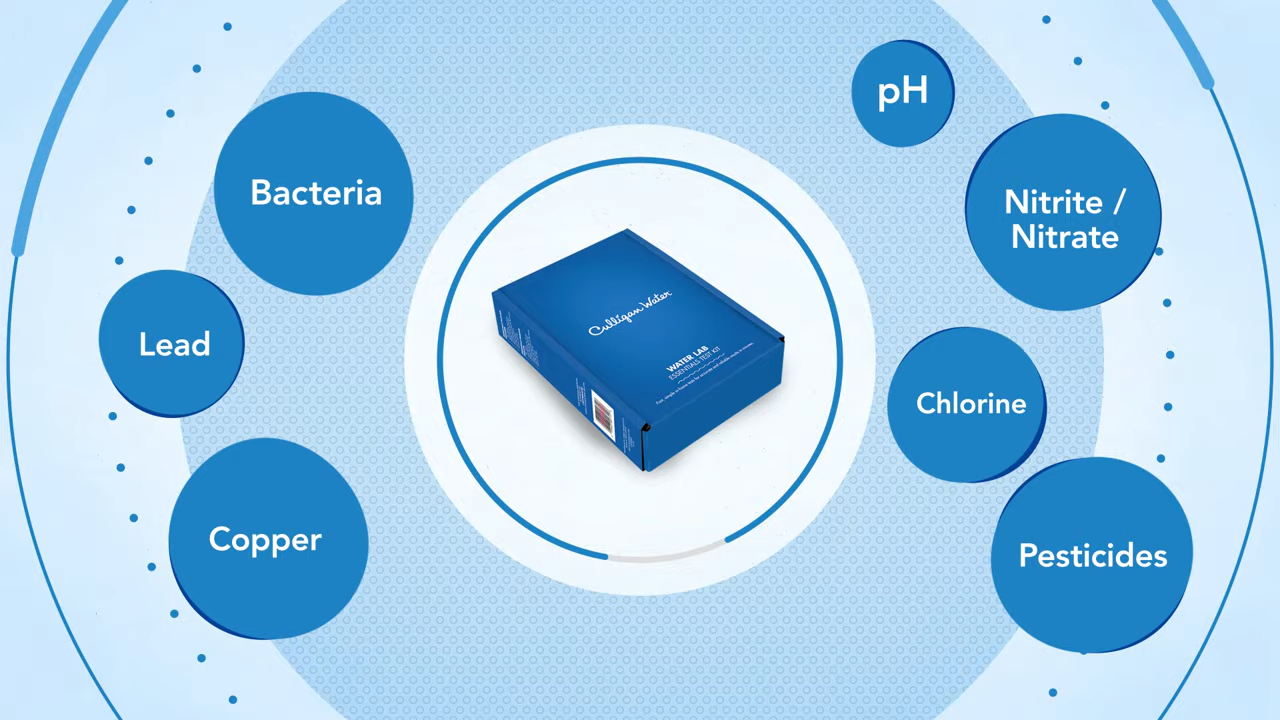 pH
Bacteria
Nitrite /
Nitrate
Culligan Water
Lead
WATER LAB
ESSENTIALS TEST KIT
Chlorine
Copper
Pesticides